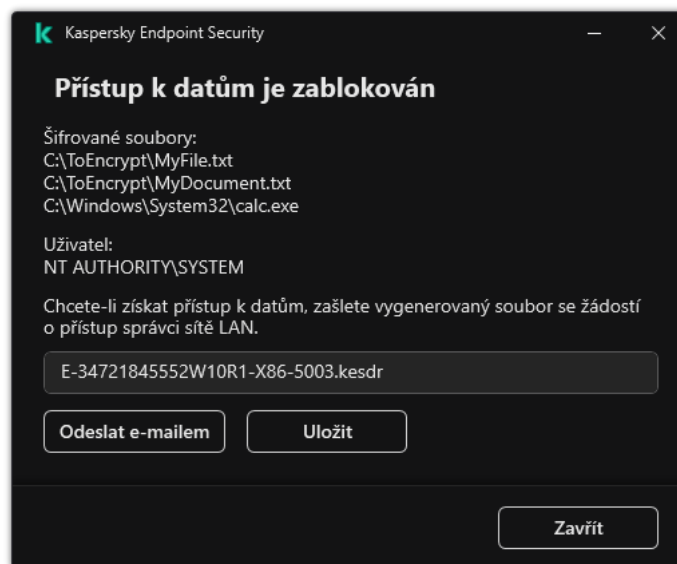 Kaspersky Endpoint Security
Přístup k datům je zablokován
Šifrované soubory:
C:\ToEncrypt\MyFile.txt
C:\ToEncrypt\MyDocument.txt
C:\Windows\System32\calc.exe
Uživatel:
NT AUTHORITY\SYSTEM
Chcete-li získat přístup k datům, zašlete vygenerovaný soubor se žádostí
o přístup správci sítě LAN.
E-34721845552W10R1-X86-5003.kesdr
Odeslat e-mailem
Uložit
Zavřít